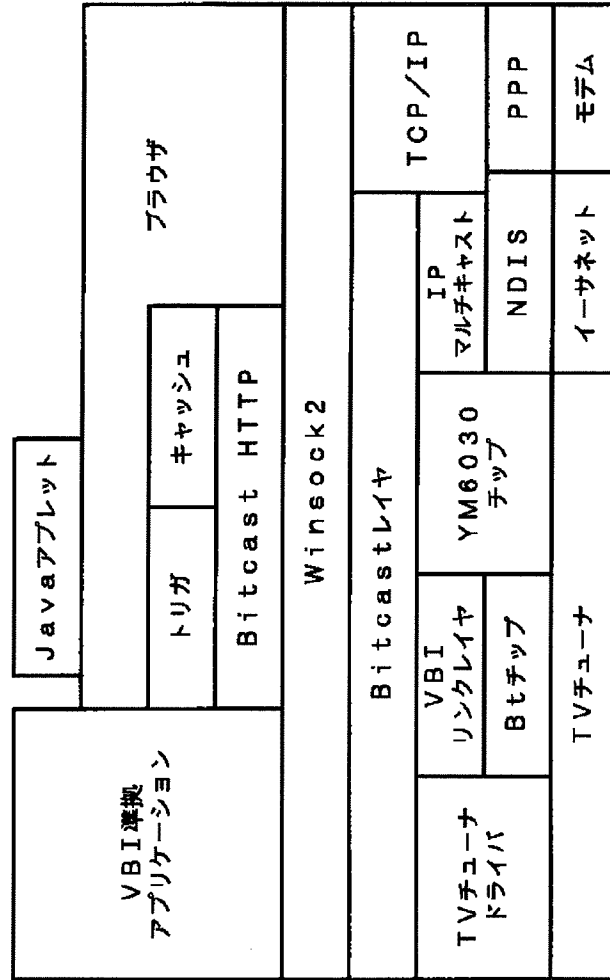 Javaアプレット
VBI準拠
アプリケーション
ブラウザ
トリガ
キャッシュ
Bitcast HTTP
Winsock2
Bitcastレイヤ
TCP/IP
TVチューナ
ドライバ
VBI
リンクレイヤ
Btチップ
YM6030
チップ
IP
マルチキャスト
NDIS
PPP
TVチューナ
イーサネット
モデム